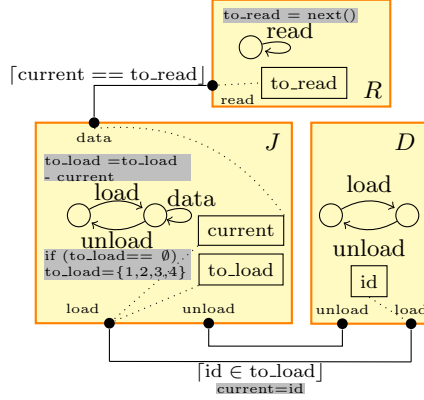 to_read = next()
read
⌈current == to_read⌋
to_read
read
R
data
J
D
to_load =to_load
- current
load
data
load
unload
current
unload
if (to_load== ∅)
to_load={1,2,3,4}
to_load
id
load
unload
unload
load
⌈id ∈ to_load⌋
current=id